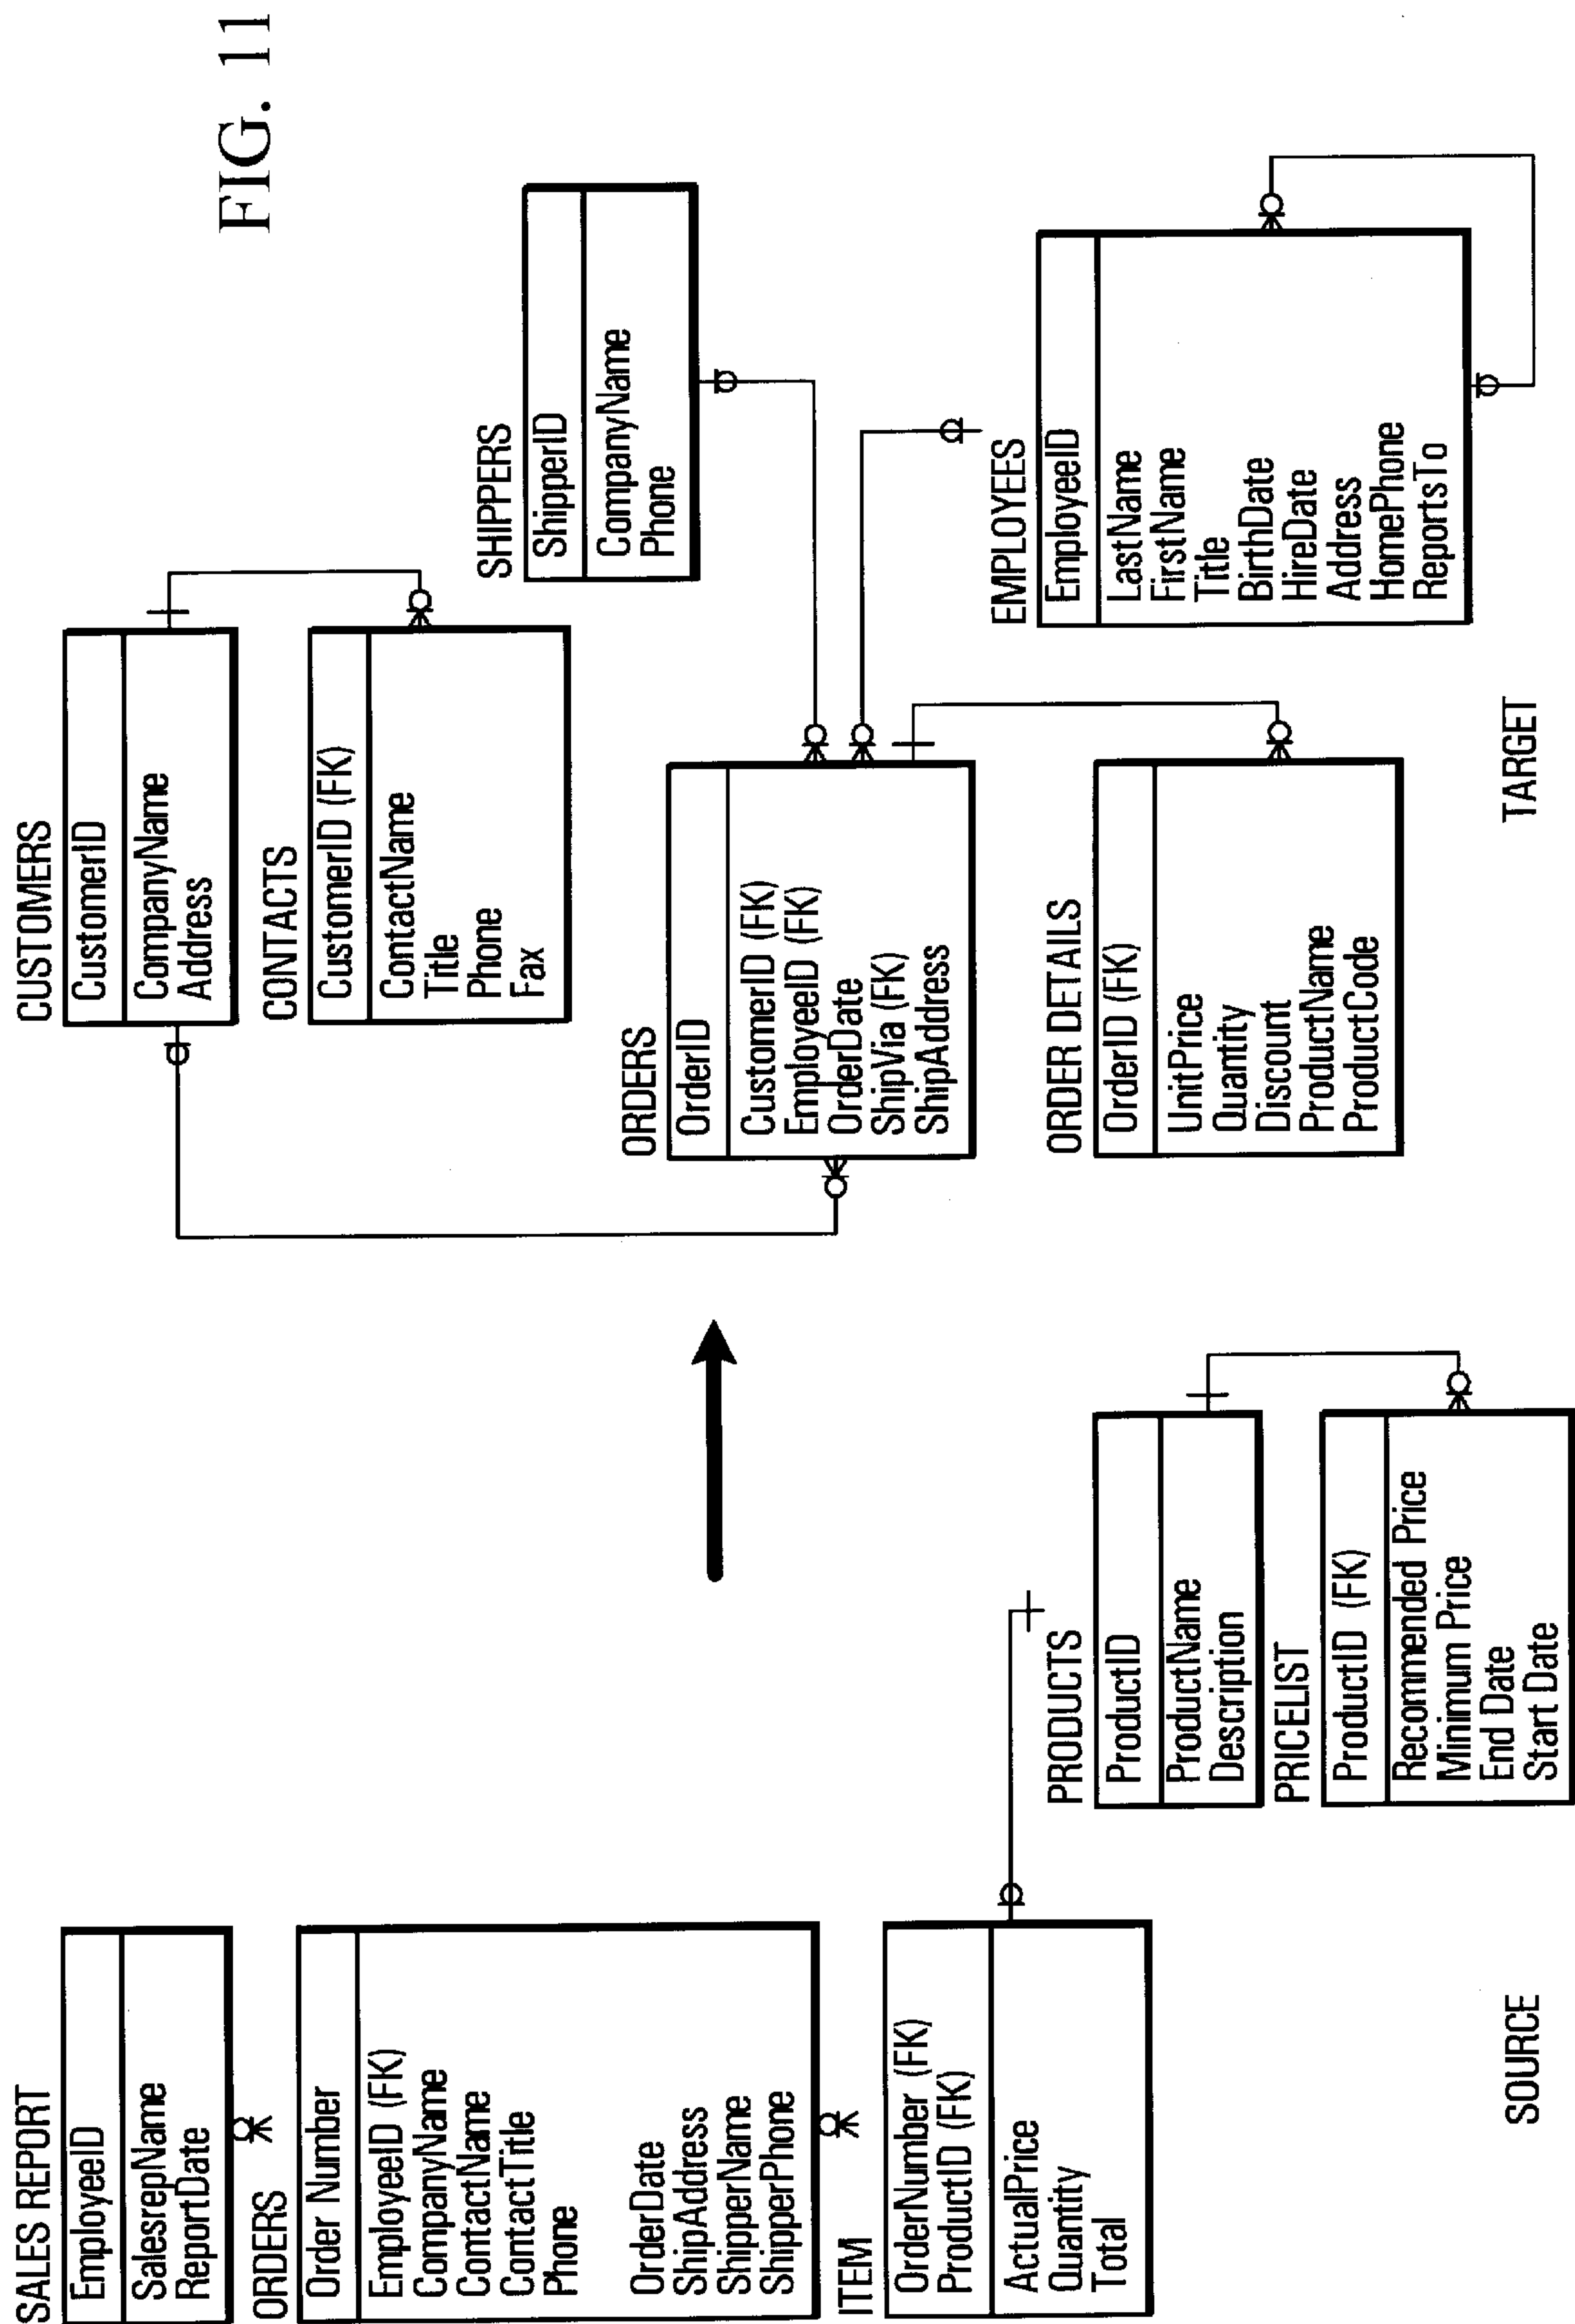 FIG. 11
SALES REPORT
EmployeeID
SalesrepName
ReportDate
ORDERS
Order Number
EmployeeID (FK)
CompanyName
ContactName
ContactTitle
Phone
OrderDate
ShipAddress
ShipperName
ShipperPhone
ITEM
OrderNumber (FK)
ProductID (FK)
ActualPrice
Quantity
Total
PRODUCTS
ProductID
ProductName
Description
PRICELIST
ProductID (FK)
Recommended Price
Minimum Price
End Date
Start Date
SOURCE
CUSTOMERS
CustomerID
CompanyName
Address
CONTACTS
CustomerID (FK)
ContactName
Title
Phone
Fax
ORDERS
OrderID
CustomerID (FK)
EmployeeID (FK)
OrderDate
ShipVia (FK)
ShipAddress
ORDER DETAILS
OrderID (FK)
UnitPrice
Quantity
Discount
ProductName
ProductCode
SHIPPERS
ShipperID
CompanyName
Phone
EMPLOYEES
EmployeeID
LastName
FirstName
Title
BirthDate
HireDate
Address
HomePhone
ReportsTo
TARGET